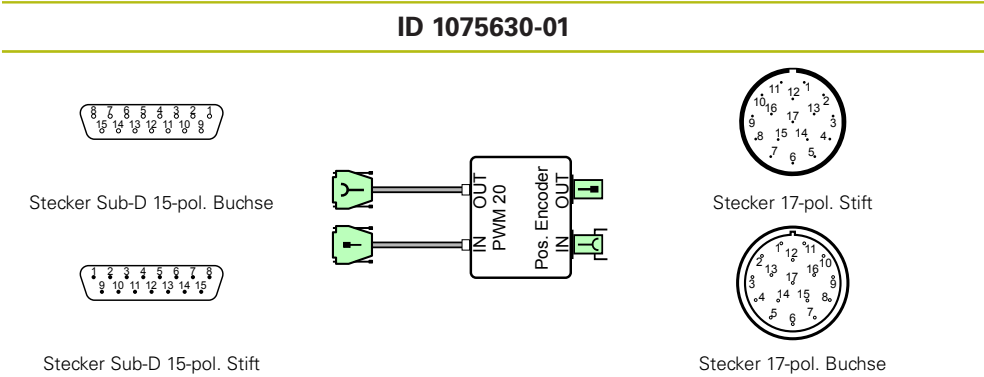 ID 1075630-01
8 7 6 5 4 3 2 1
15 14 13 12 11 10 9
Stecker Sub-D 15-pol. Buchse
1 2 3 4 5 6 7 8
9 10 11 12 13 14 15
Stecker Sub-D 15-pol. Stift
IN OUT
PWM 20
Pos. Encoder
IN OUT
11 12 1
10 16 13 2
9 17 3
8 15 14 4
7 6 5
Stecker 17-pol. Stift
1 12 11
2 13 16 10
3 17 9
4 14 15 8
5 6 7
Stecker 17-pol. Buchse